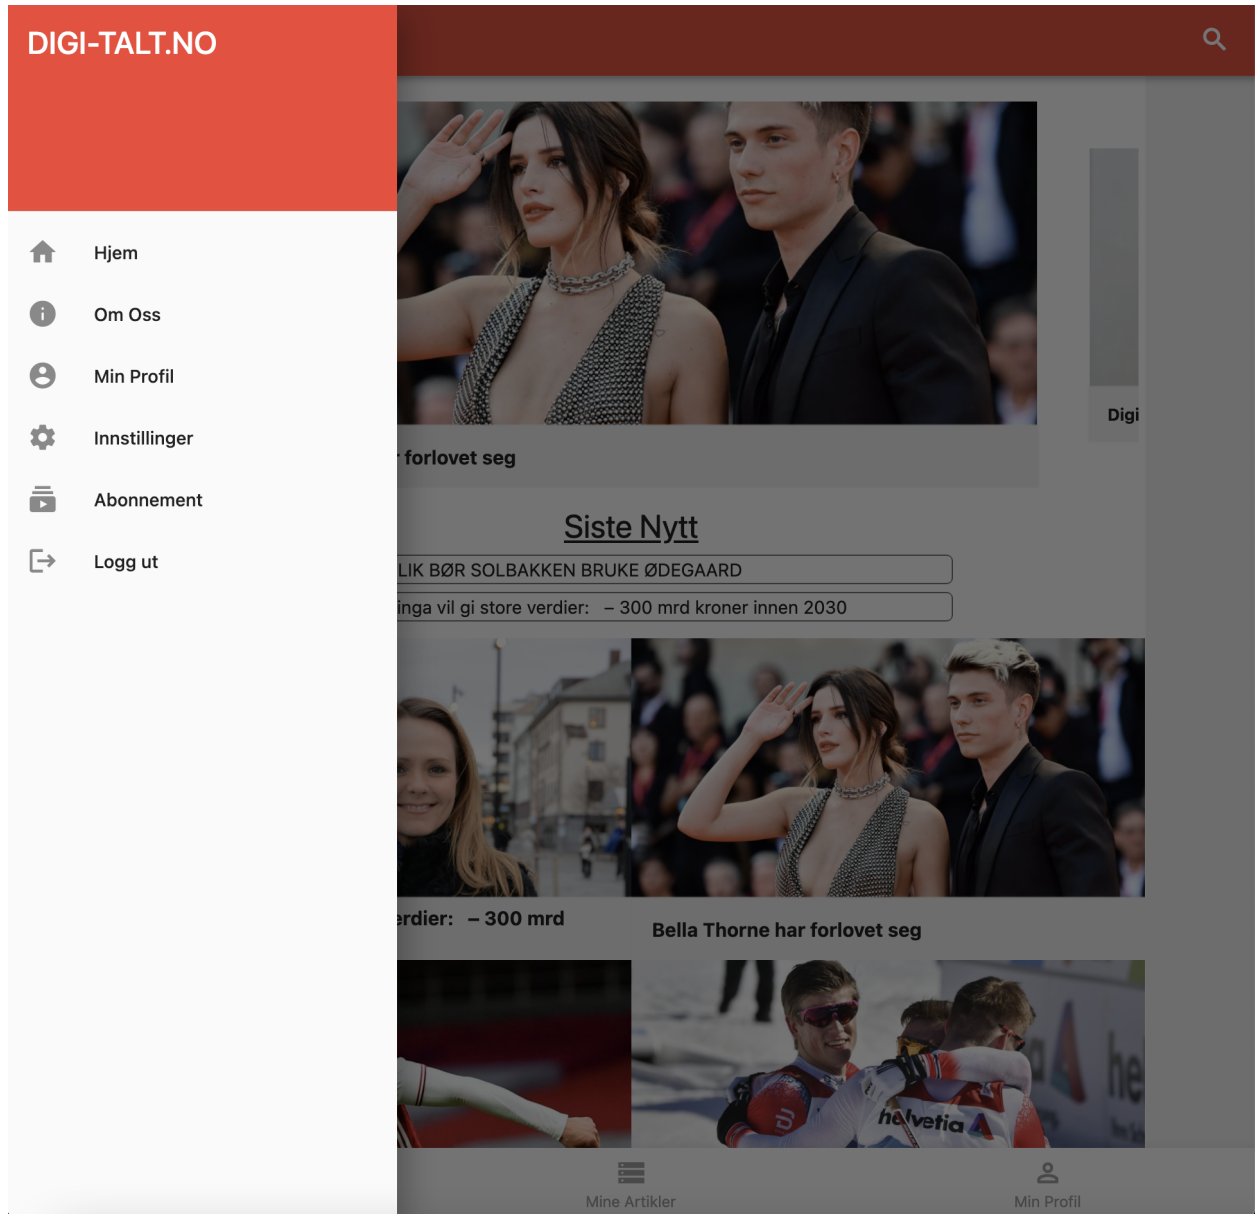 DIGI-TALT.NO
Hjem
Om Oss
Min Profil
Innstillinger
Abonnement
Logg ut
forlovet seg
Digi
Siste Nytt
LIK BØR SOLBAKKEN BRUKE ØDEGAARD
inga vil gi store verdier: – 300 mrd kroner innen 2030
erdier: – 300 mrd
Bella Thorne har forlovet seg
helvetia
he
Mine Artikler
Min Profil